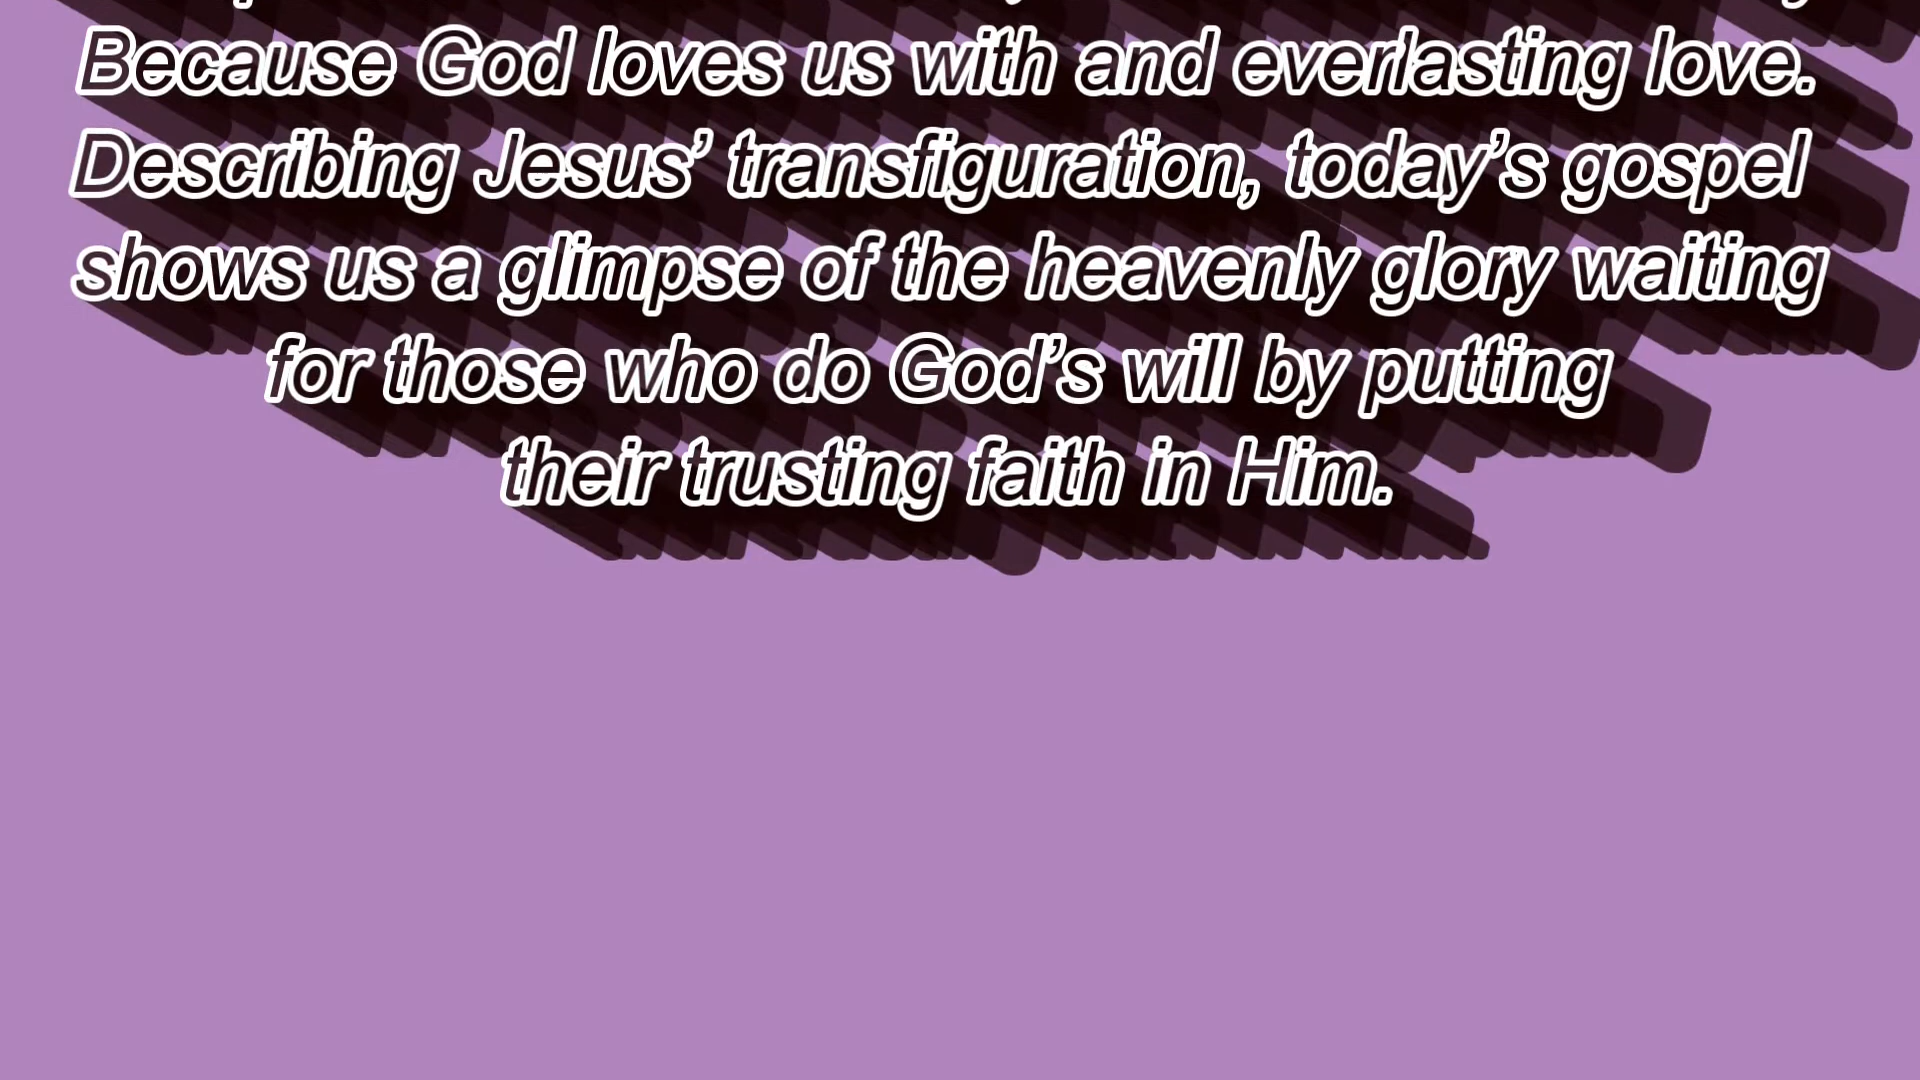 Because God loves us with and everlasting love.
Describing Jesus’ transfiguration, today’s gospel
shows us a glimpse of the heavenly glory waiting
for those who do God’s will by putting
their trusting faith in Him.